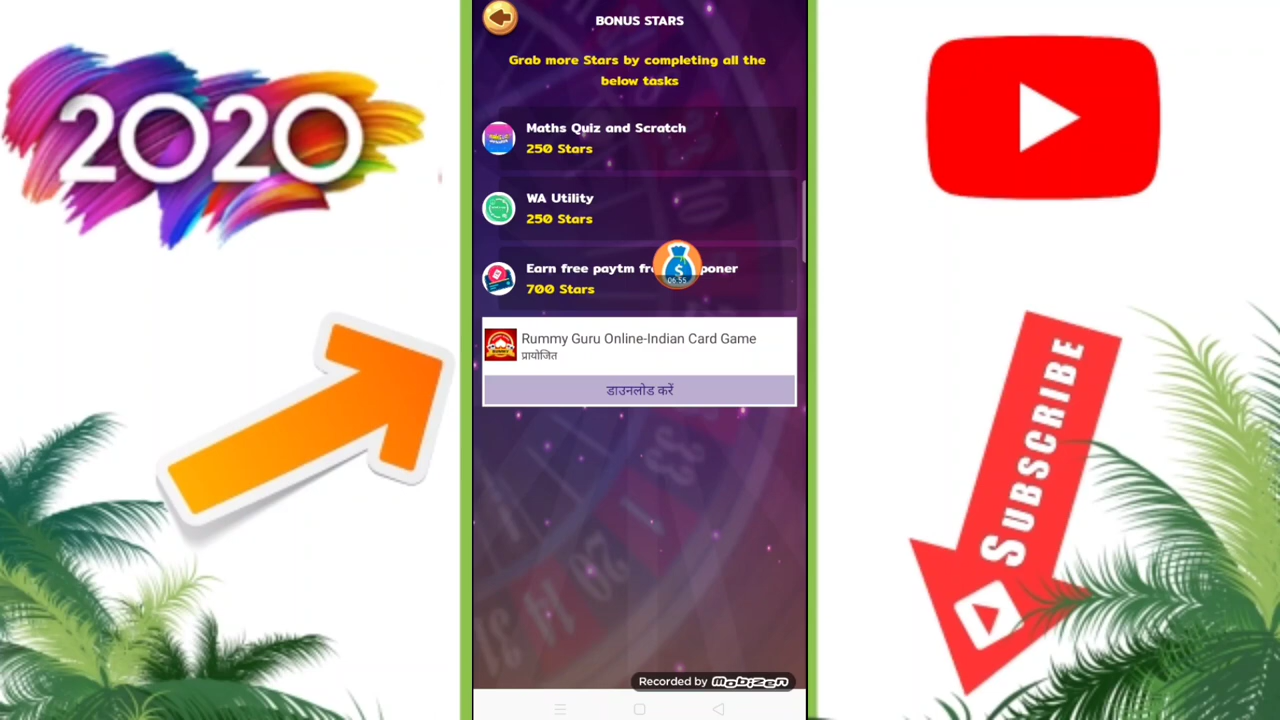 2020
BONUS STARS
Grab more Stars by completing all the
below tasks
Maths Quiz and Scratch
250 Stars
WA Utility
250 Stars
Earn free paytm
700 Stars
06:55
Rummy Guru Online-Indian Card Game
प्रायोजित
डाउनलोड करें
SUBSCRIBE
Recorded by mobizen